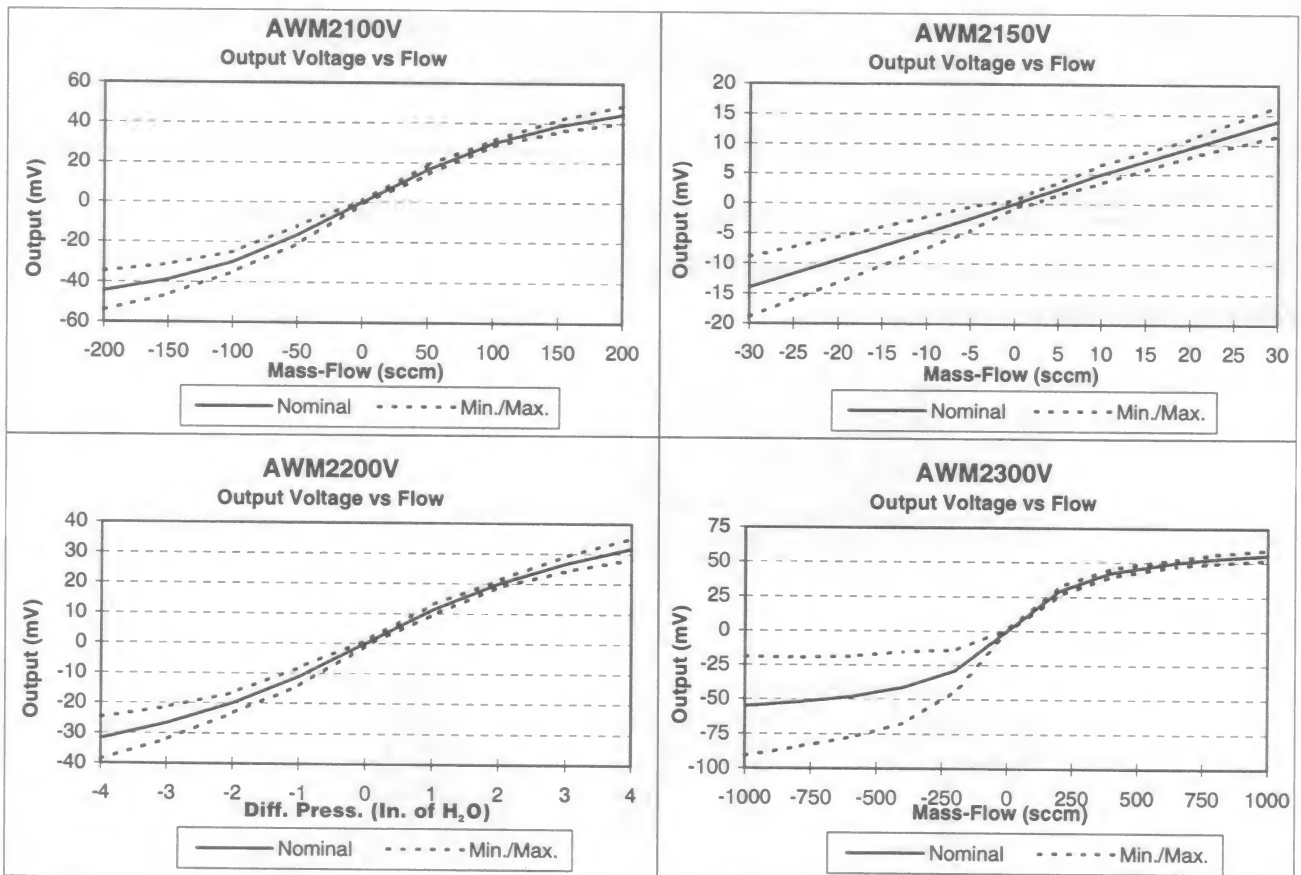 AWM2100V
Output Voltage vs Flow
60
40
20
0
-20
-40
-60
Output (mV)
-200 -150 -100 -50 0 50 100 150 200
Mass-Flow (sccm)
Nominal Min./Max.
AWM2150V
Output Voltage vs Flow
20
15
10
5
0
-5
-10
-15
-20
Output (mV)
-30 -25 -20 -15 -10 -5 0 5 10 15 20 25 30
Mass-Flow (sccm)
Nominal Min./Max.
AWM2200V
Output Voltage vs Flow
40
30
20
10
0
-10
-20
-30
-40
Output (mV)
-4 -3 -2 -1 0 1 2 3 4
Diff. Press. (In. of H₂O)
Nominal Min./Max.
AWM2300V
Output Voltage vs Flow
75
50
25
0
-25
-50
-75
-100
Output (mV)
-1000 -750 -500 -250 0 250 500 750 1000
Mass-Flow (sccm)
Nominal Min./Max.